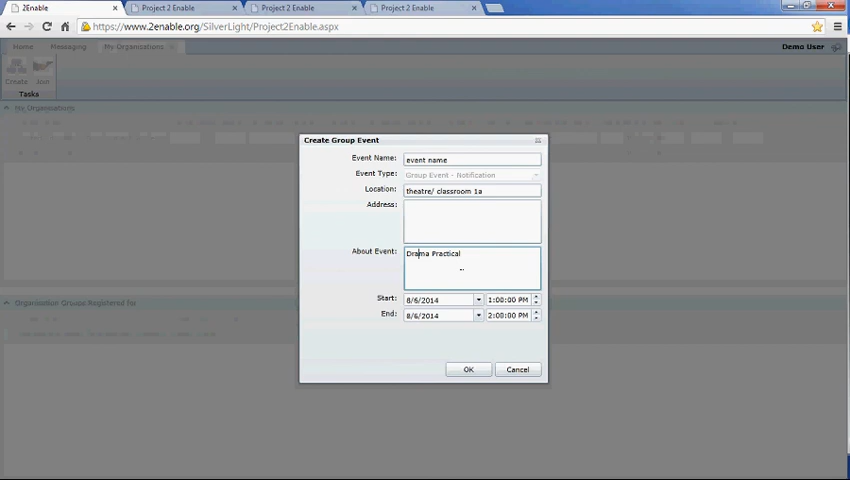 2Enable
Project 2 Enable
Project 2 Enable
Project 2 Enable
https://www.2enable.org/SilverLight/Project2Enable.aspx
Home
Messaging
My Organisations
Demo User
Create
Join
Tasks
My Organisations
Create Group Event
Event Name:
event name
Event Type:
Group Event - Notification
Location:
theatre/ classroom 1a
Address:
About Event:
Drama Practical
Start:
8/6/2014
1:00:00 PM
End:
8/6/2014
2:00:00 PM
Organisation Groups Registered for
OK
Cancel